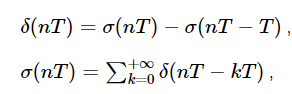 δ(nT) = σ(nT) − σ(nT − T) ,
σ(nT) = ∑_{k=0}^{+∞} δ(nT − kT) ,